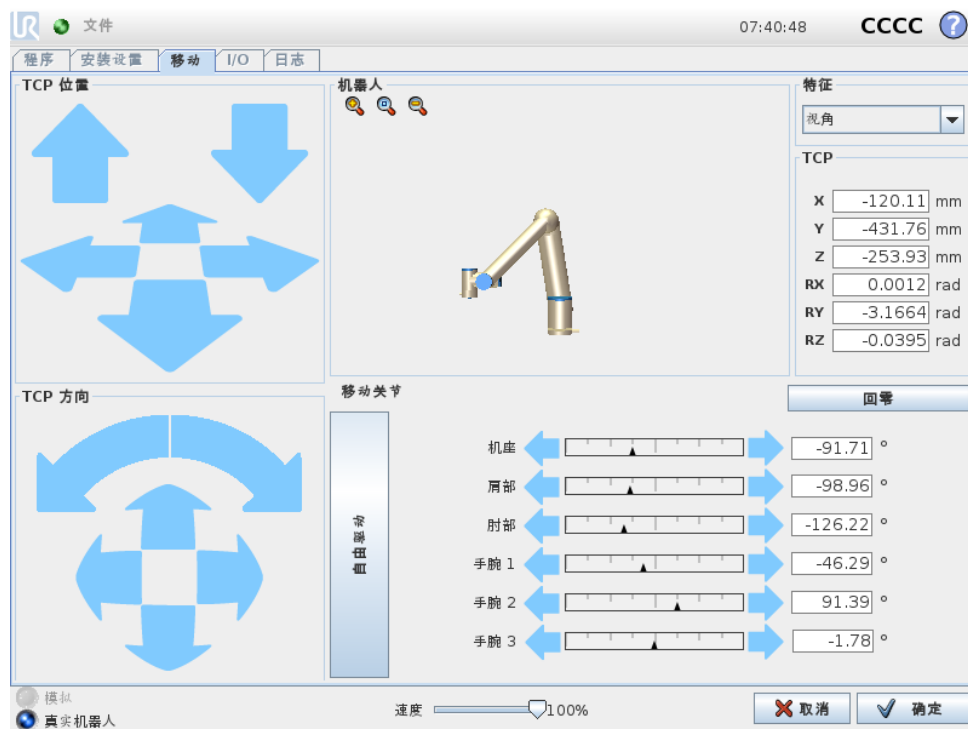 UR 文件 07:40:48 CCCC ?
程序 安装设置 移动 I/O 日志
TCP 位置
机器人
特征
视角
TCP
X -120.11 mm
Y -431.76 mm
Z -253.93 mm
RX 0.0012 rad
RY -3.1664 rad
RZ -0.0395 rad
TCP 方向
移动关节
回零
自由驱动
机座 -91.71 °
肩部 -98.96 °
肘部 -126.22 °
手腕 1 -46.29 °
手腕 2 91.39 °
手腕 3 -1.78 °
模拟
真实机器人
速度 100%
取消 确定